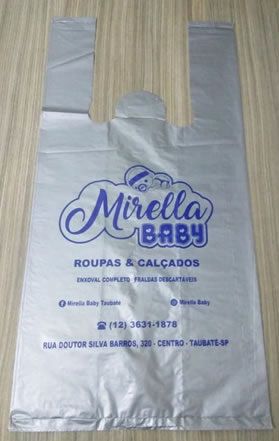 Mirella
BABY
ROUPAS & CALÇADOS
ENXOVAL COMPLETO - FRALDAS DESCARTÁVEIS
Mirella Baby Taubaté Mirella Baby
(12) 3631-1878
RUA DOUTOR SILVA BARROS, 320 - CENTRO - TAUBATÉ-SP